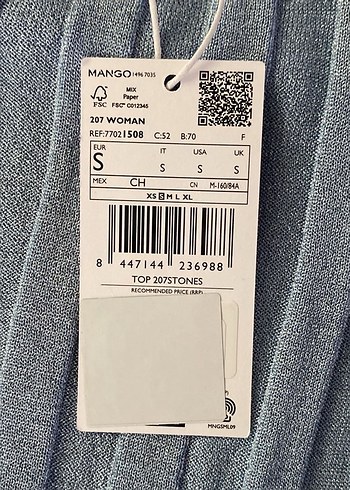 MANGO 1496 7035
MIX
Paper
FSC FSC® C012345
207 WOMAN
REF:77021508 C:52 B:70 F
EUR IT USA UK
S S S S
MEX CH CN M-160/84A
XS S M L XL
8 447144 236988
TOP 207STONES
RECOMMENDED PRICE (RRP)
MNGSML09